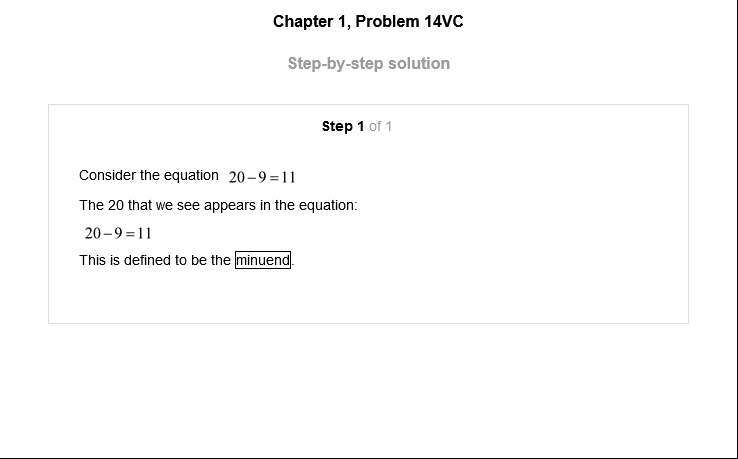 Chapter 1, Problem 14VC
Step-by-step solution
Step 1 of 1
Consider the equation 20−9=11
The 20 that we see appears in the equation:
20−9=11
This is defined to be the minuend.